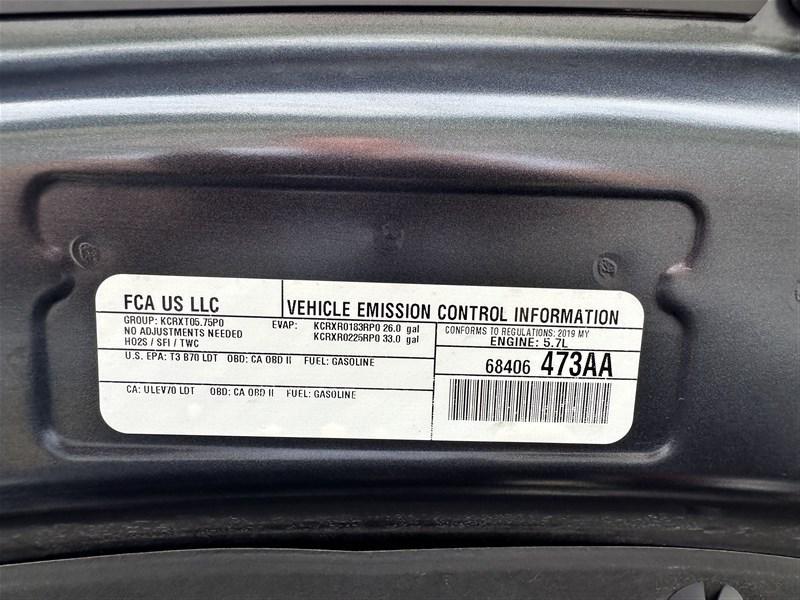 FCA US LLC
VEHICLE EMISSION CONTROL INFORMATION
GROUP: KCRXT05.75P0
NO ADJUSTMENTS NEEDED
HO2S / SFI / TWC
EVAP: KCRXR0183RP0 26.0 gal
KCRXR0225RP0 33.0 gal
CONFORMS TO REGULATIONS: 2019 MY
ENGINE: 5.7L
U.S. EPA: T3 B70 LDT OBD: CA OBD II FUEL: GASOLINE
68406 473AA
CA: ULEV70 LDT OBD: CA OBD II FUEL: GASOLINE